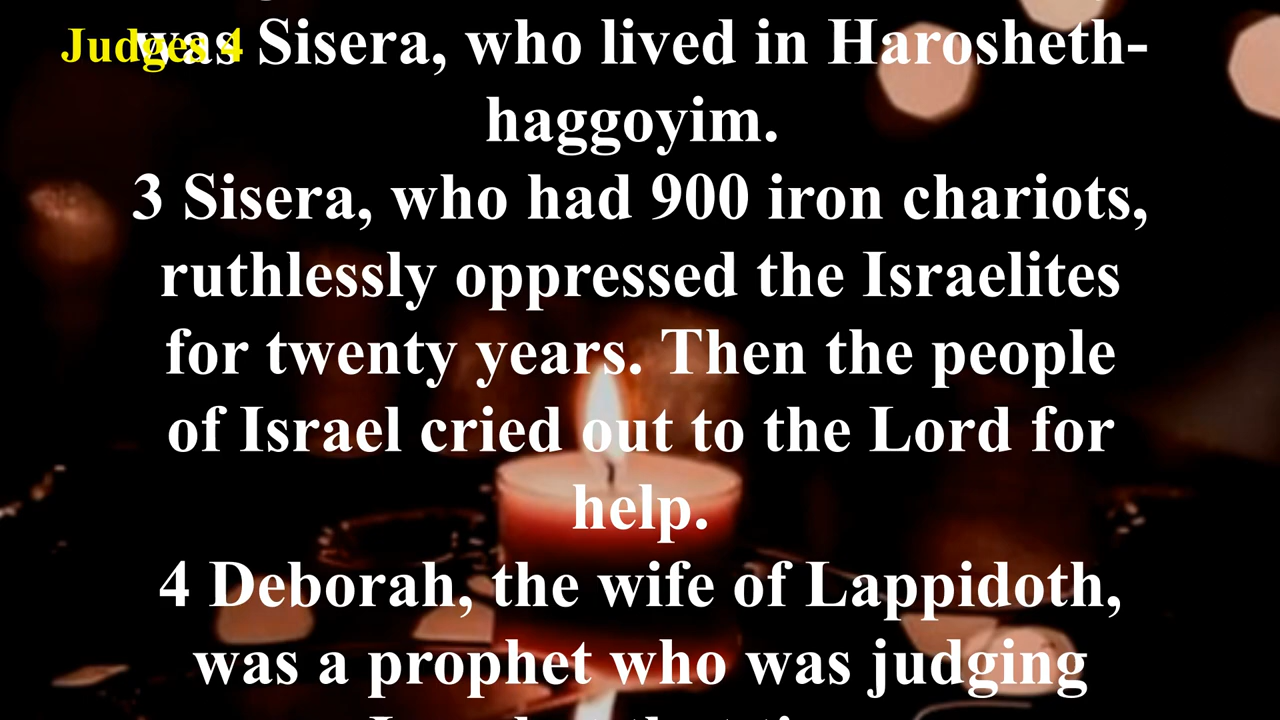 Judges 4
was Sisera, who lived in Harosheth-
haggoyim.
3 Sisera, who had 900 iron chariots,
ruthlessly oppressed the Israelites
for twenty years. Then the people
of Israel cried out to the Lord for
help.
4 Deborah, the wife of Lappidoth,
was a prophet who was judging